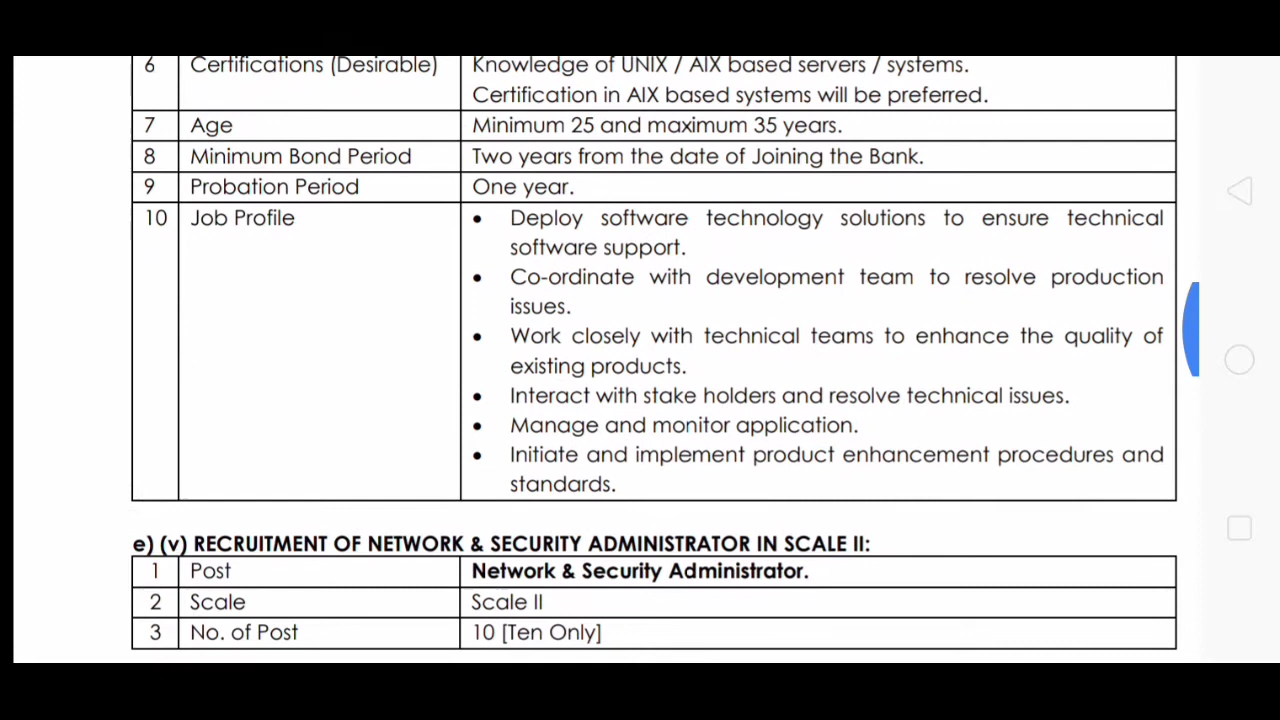 6 Certifications (Desirable) Knowledge of UNIX / AIX based servers / systems.
Certification in AIX based systems will be preferred.
7 Age Minimum 25 and maximum 35 years.
8 Minimum Bond Period Two years from the date of Joining the Bank.
9 Probation Period One year.
10 Job Profile • Deploy software technology solutions to ensure technical
software support.
• Co-ordinate with development team to resolve production
issues.
• Work closely with technical teams to enhance the quality of
existing products.
• Interact with stake holders and resolve technical issues.
• Manage and monitor application.
• Initiate and implement product enhancement procedures and
standards.
e) (v) RECRUITMENT OF NETWORK & SECURITY ADMINISTRATOR IN SCALE II:
1 Post Network & Security Administrator.
2 Scale Scale II
3 No. of Post 10 [Ten Only]